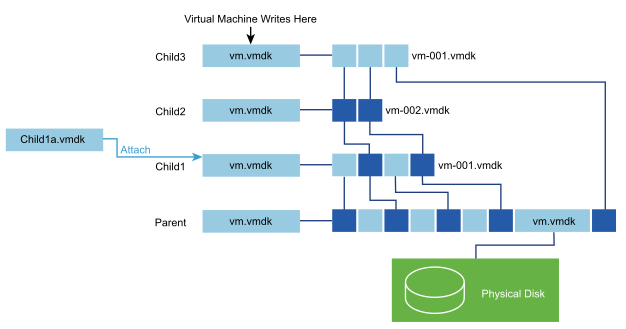 Virtual Machine Writes Here
Child3
vm.vmdk
vm-001.vmdk
Child2
vm.vmdk
vm-002.vmdk
Child1a.vmdk
Attach
Child1
vm.vmdk
vm-001.vmdk
Parent
vm.vmdk
vm.vmdk
Physical Disk